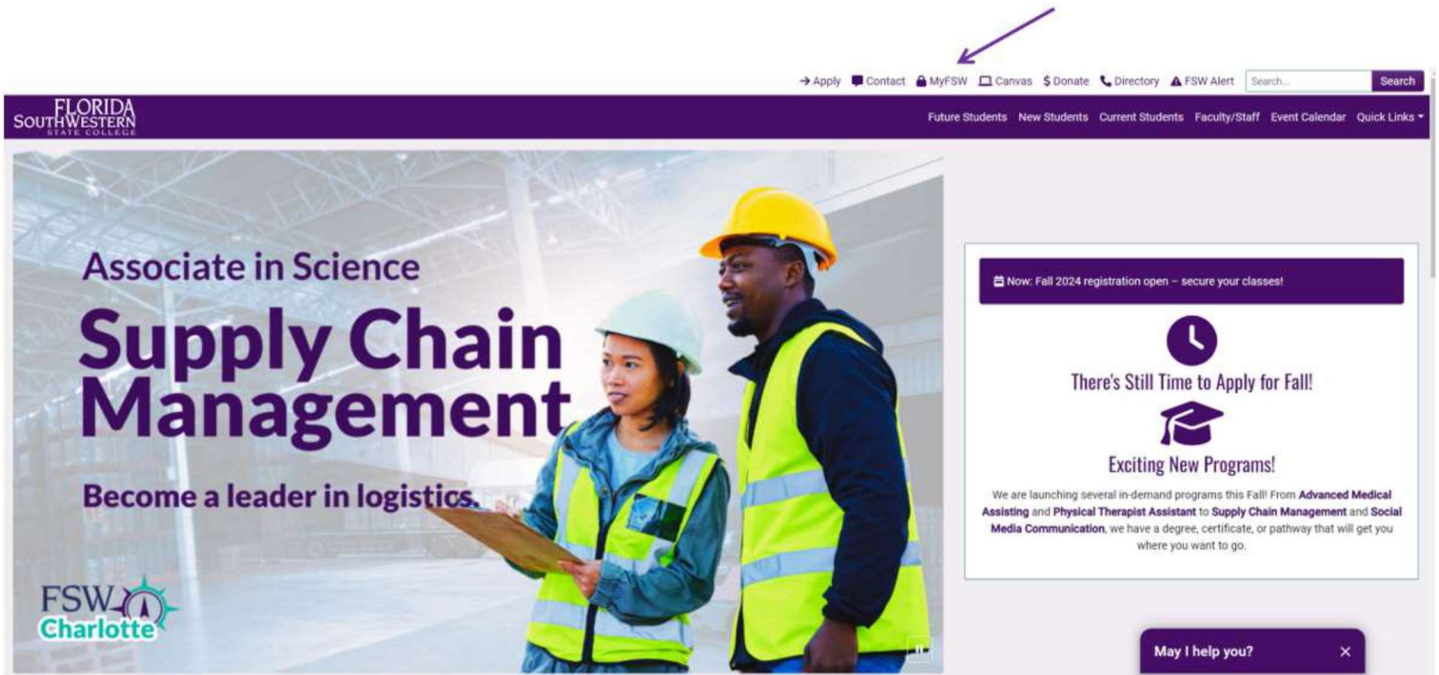 Apply Contact MyFSW Canvas $ Donate Directory FSW Alert Search... Search
FLORIDA
SOUTHWESTERN
STATE COLLEGE
Future Students New Students Current Students Faculty/Staff Event Calendar Quick Links
Associate in Science
Supply Chain
Management
Become a leader in logistics.
FSW
Charlotte
Now: Fall 2024 registration open – secure your classes!
There's Still Time to Apply for Fall!
Exciting New Programs!
We are launching several in-demand programs this Fall! From Advanced Medical
Assisting and Physical Therapist Assistant to Supply Chain Management and Social
Media Communication, we have a degree, certificate, or pathway that will get you
where you want to go.
May I help you?